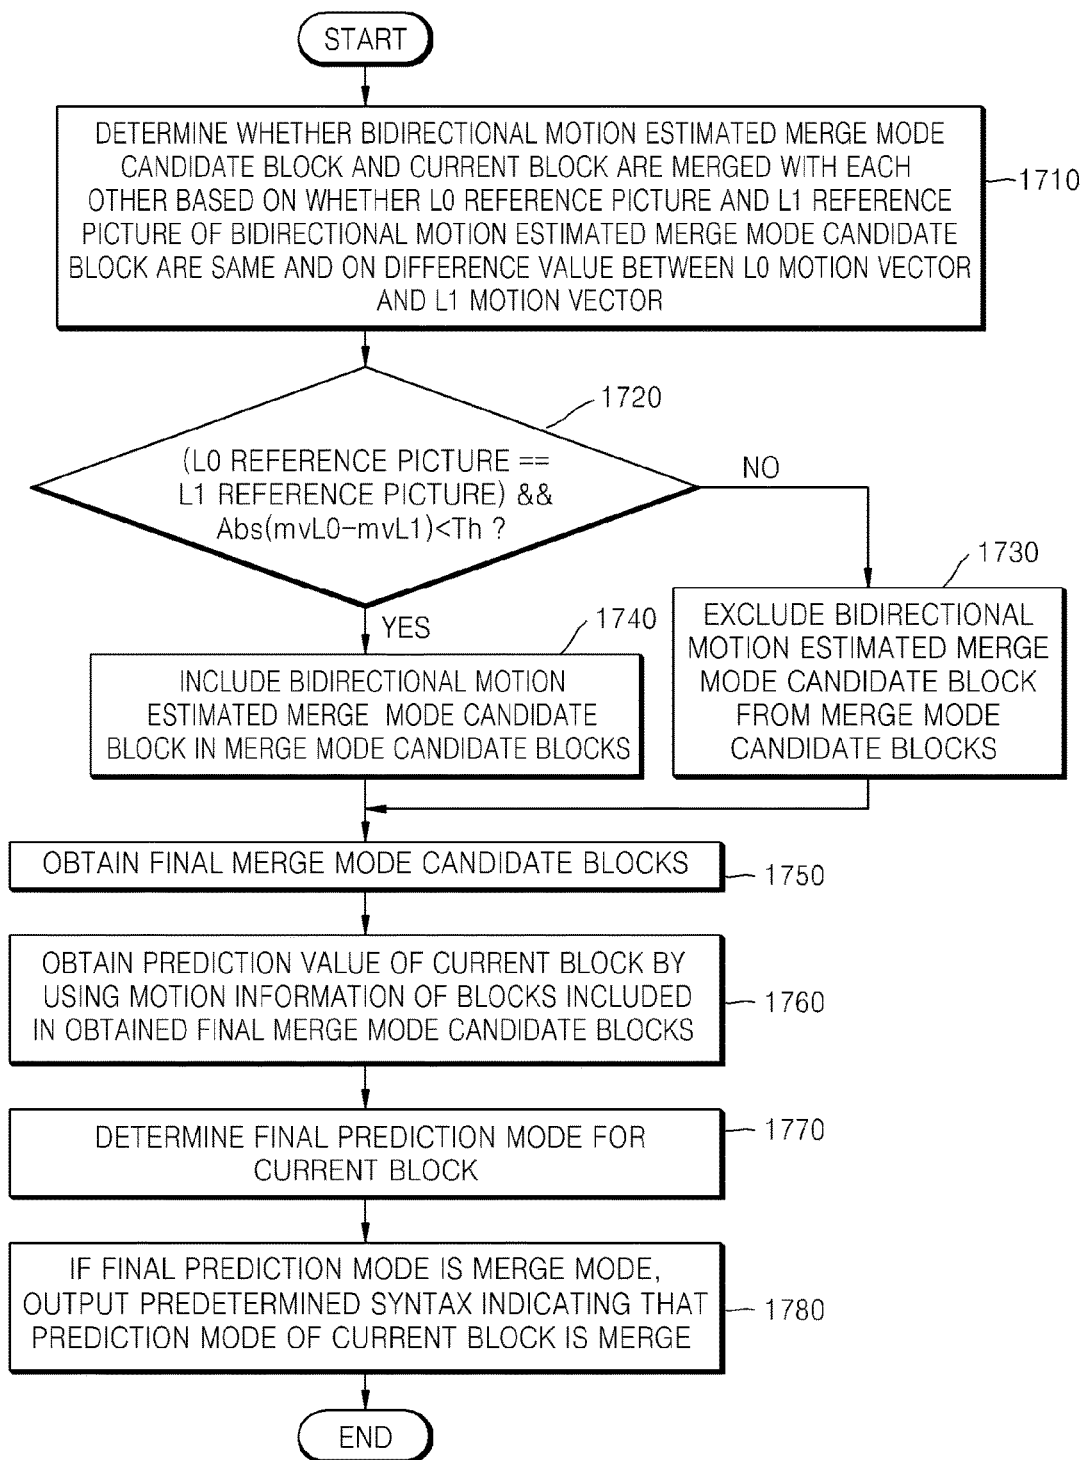 START
DETERMINE WHETHER BIDIRECTIONAL MOTION ESTIMATED MERGE MODE
CANDIDATE BLOCK AND CURRENT BLOCK ARE MERGED WITH EACH
OTHER BASED ON WHETHER L0 REFERENCE PICTURE AND L1 REFERENCE
PICTURE OF BIDIRECTIONAL MOTION ESTIMATED MERGE MODE CANDIDATE
BLOCK ARE SAME AND ON DIFFERENCE VALUE BETWEEN L0 MOTION VECTOR
AND L1 MOTION VECTOR
1710
1720
(L0 REFERENCE PICTURE ==
L1 REFERENCE PICTURE) &&
Abs(mvL0-mvL1)<Th ?
NO
YES
1730
EXCLUDE BIDIRECTIONAL
MOTION ESTIMATED MERGE
MODE CANDIDATE BLOCK
FROM MERGE MODE
CANDIDATE BLOCKS
1740
INCLUDE BIDIRECTIONAL MOTION
ESTIMATED MERGE MODE CANDIDATE
BLOCK IN MERGE MODE CANDIDATE BLOCKS
OBTAIN FINAL MERGE MODE CANDIDATE BLOCKS
1750
OBTAIN PREDICTION VALUE OF CURRENT BLOCK BY
USING MOTION INFORMATION OF BLOCKS INCLUDED
IN OBTAINED FINAL MERGE MODE CANDIDATE BLOCKS
1760
DETERMINE FINAL PREDICTION MODE FOR
CURRENT BLOCK
1770
IF FINAL PREDICTION MODE IS MERGE MODE,
OUTPUT PREDETERMINED SYNTAX INDICATING THAT
PREDICTION MODE OF CURRENT BLOCK IS MERGE
1780
END